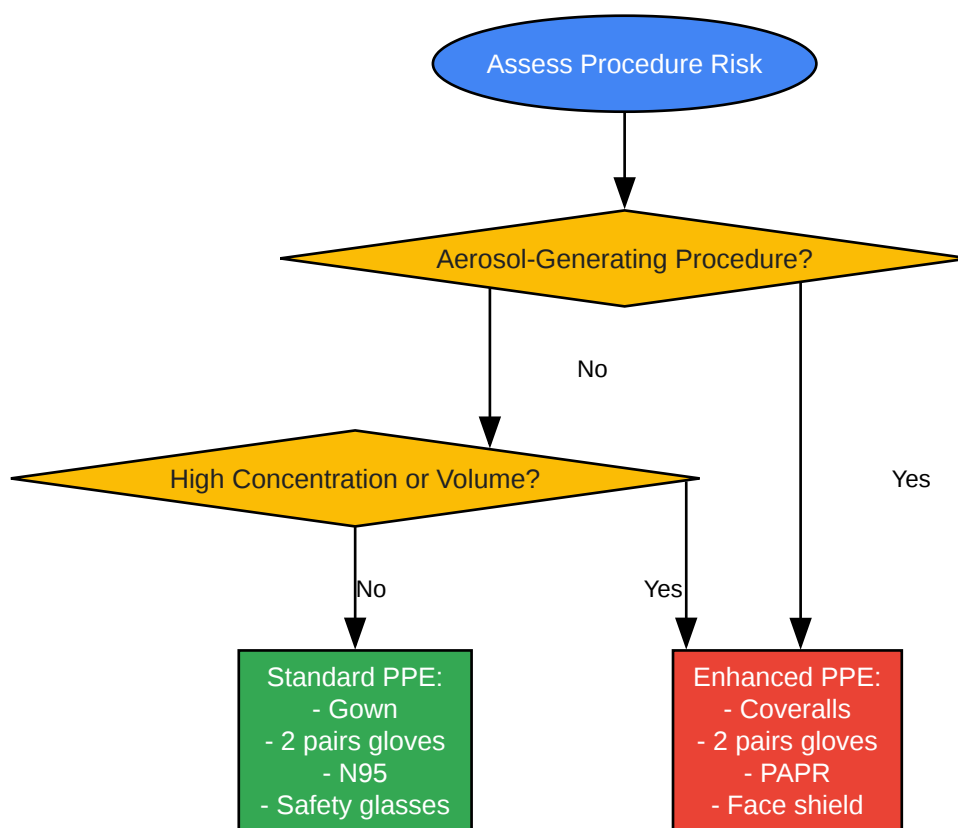 Assess Procedure Risk
Aerosol-Generating Procedure?
No
High Concentration or Volume?
Yes
No
Yes
Standard PPE:
- Gown
- 2 pairs gloves
- N95
- Safety glasses
Enhanced PPE:
- Coveralls
- 2 pairs gloves
- PAPR
- Face shield